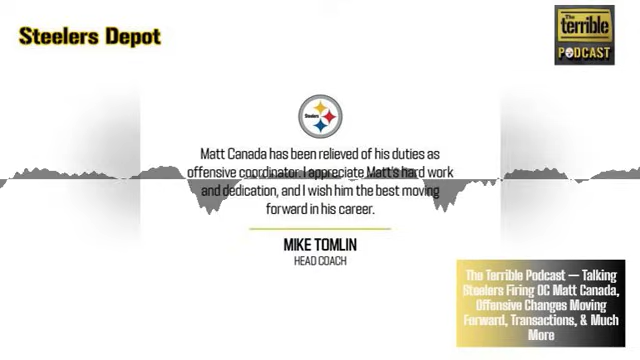 Steelers Depot
The
terrible
PODCAST
Steelers
Matt Canada has been relieved of his duties as
offensive coordinator. I appreciate Matt's hard work
and dedication, and I wish him the best moving
forward in his career.
MIKE TOMLIN
HEAD COACH
The Terrible Podcast — Talking
Steelers Firing OC Matt Canada,
Offensive Changes Moving
Forward, Transactions, & Much
More